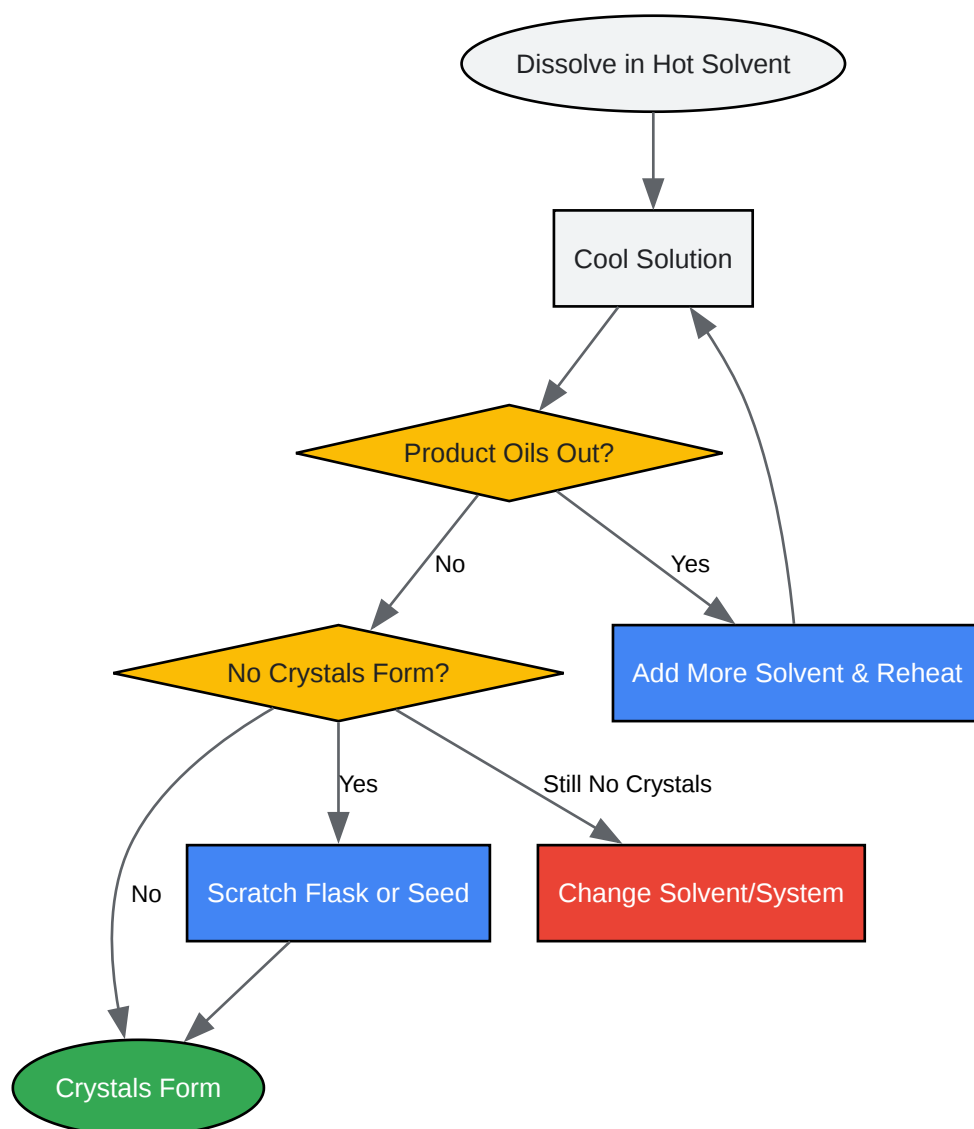 Dissolve in Hot Solvent
Cool Solution
Product Oils Out?
No
Yes
No Crystals Form?
Add More Solvent & Reheat
Yes
Still No Crystals
No
Scratch Flask or Seed
Change Solvent/System
Crystals Form